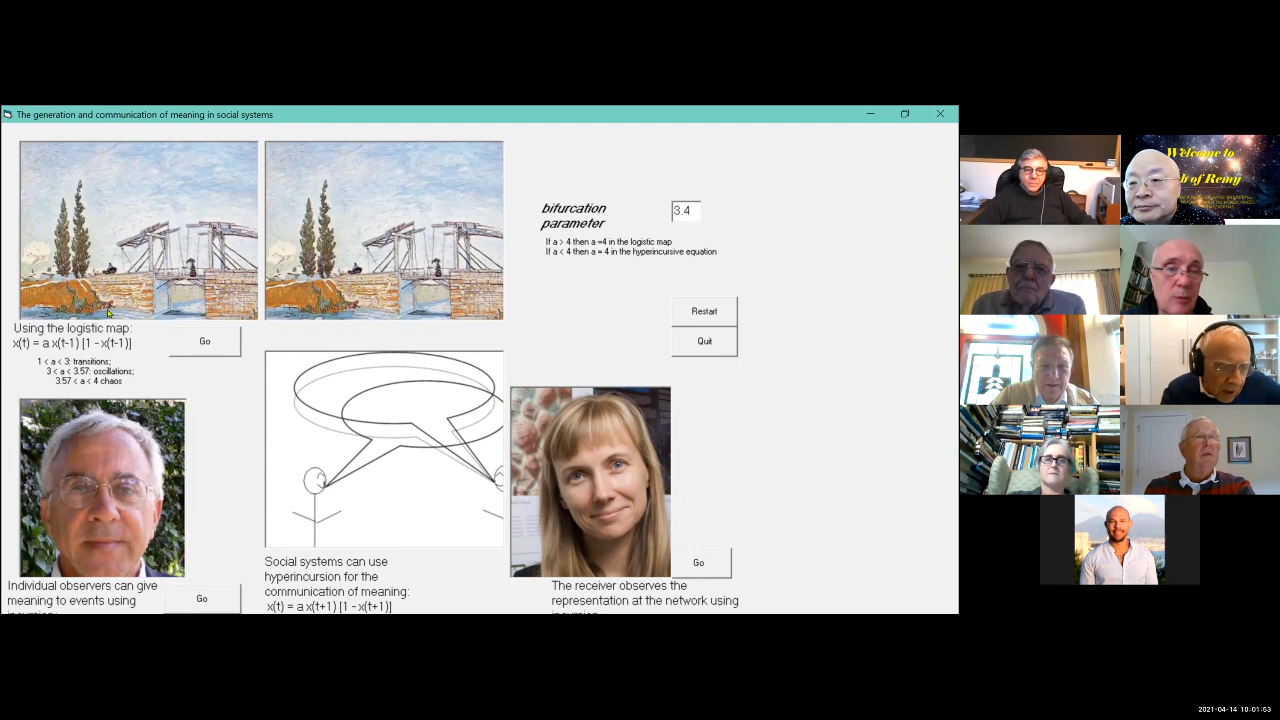 The generation and communication of meaning in social systems
bifurcation
parameter
3.4
If a > 4 then a =4 in the logistic map
If a < 4 then a = 4 in the hyperincursive equation
Restart
Quit
Using the logistic map:
x(t) = a x(t-1) [1 - x(t-1)]
Go
1 < a < 3: transitions;
3 < a < 3.57: oscillations;
3.57 < a < 4 chaos
Individual observers can give
meaning to events using
Go
Social systems can use
hyperincursion for the
communication of meaning:
x(t) = a x(t+1) [1 - x(t+1)]
Go
The receiver observes the
representation at the network using
Welcome to
b of Remy
2021-04-14 10:01:53